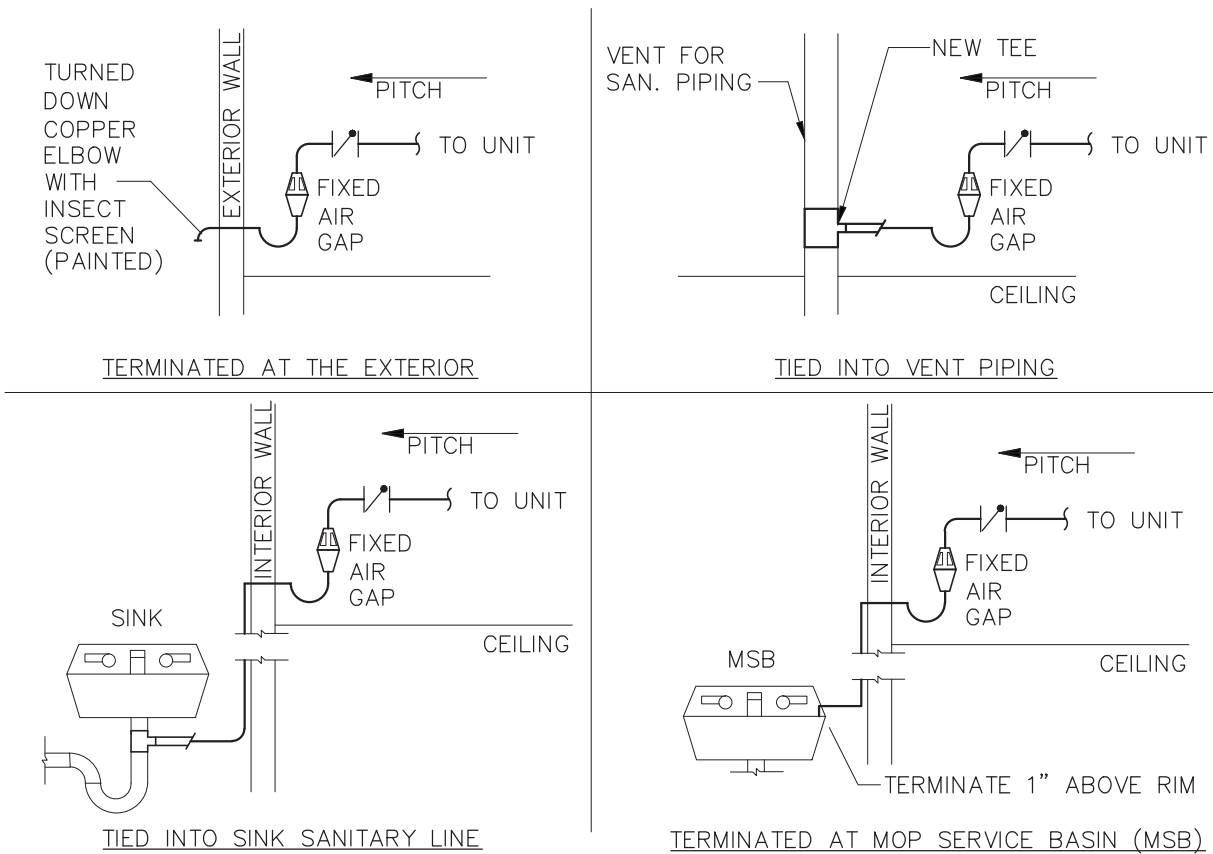 TURNED
DOWN
COPPER
ELBOW
WITH
INSECT
SCREEN
(PAINTED)
EXTERIOR WALL
PITCH
TO UNIT
FIXED
AIR
GAP
TERMINATED AT THE EXTERIOR
VENT FOR
SAN. PIPING
NEW TEE
PITCH
TO UNIT
FIXED
AIR
GAP
CEILING
TIED INTO VENT PIPING
INTERIOR WALL
PITCH
TO UNIT
FIXED
AIR
GAP
SINK
CEILING
TIED INTO SINK SANITARY LINE
INTERIOR WALL
PITCH
TO UNIT
FIXED
AIR
GAP
MSB
CEILING
TERMINATE 1” ABOVE RIM
TERMINATED AT MOP SERVICE BASIN (MSB)